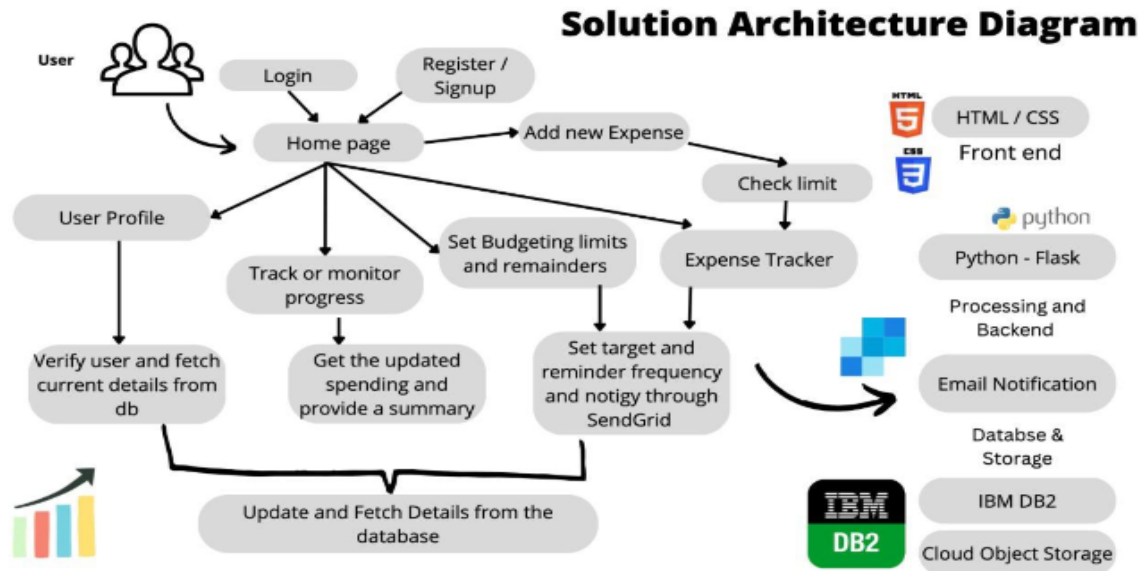 Solution Architecture Diagram
User
Login
Register /
Signup
Home page
Add new Expense
Check limit
User Profile
Track or monitor
progress
Set Budgeting limits
and remainders
Expense Tracker
Verify user and fetch
current details from
db
Get the updated
spending and
provide a summary
Set target and
reminder frequency
and notigy through
SendGrid
Update and Fetch Details from the
database
HTML
5
HTML / CSS
CSS
3
Front end
python
Python - Flask
Processing and
Backend
Email Notification
Databse &
Storage
IBM
DB2
IBM DB2
Cloud Object Storage